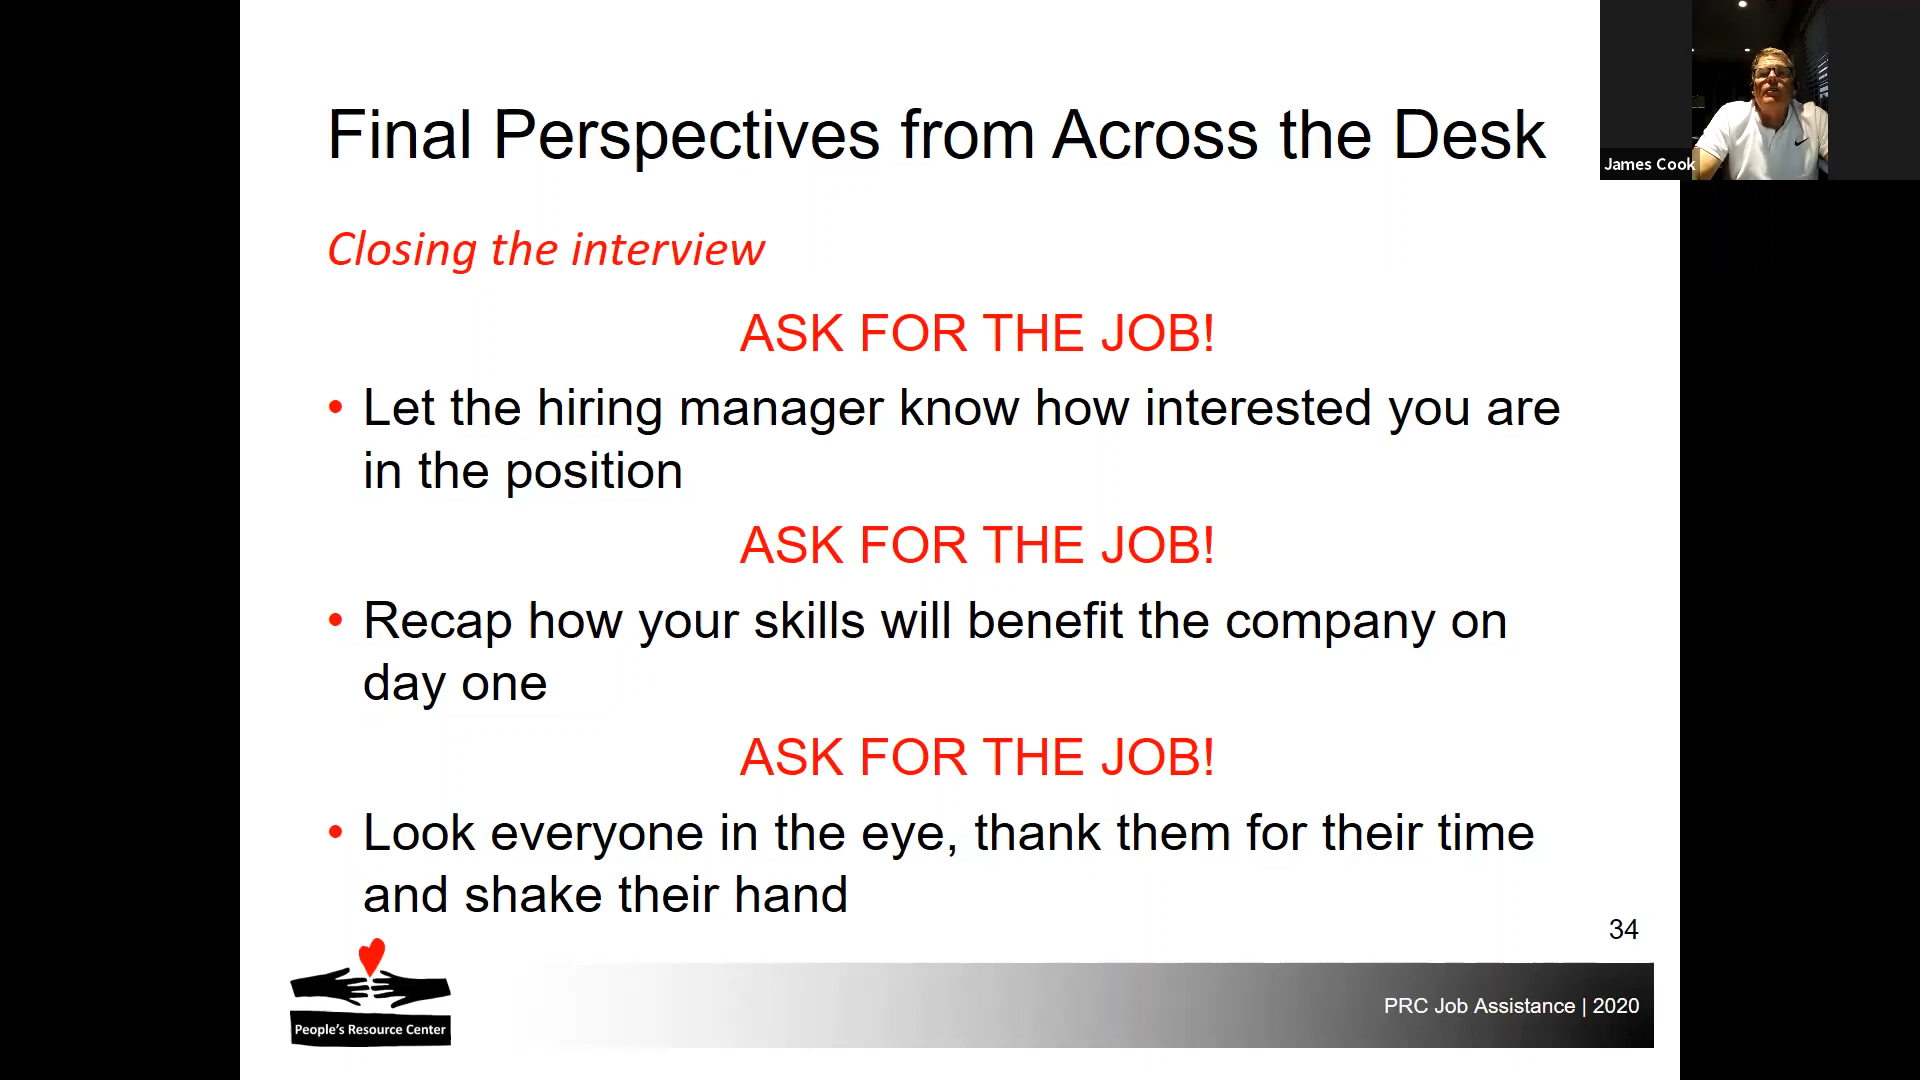 Final Perspectives from Across the Desk
James Cook
Closing the interview
ASK FOR THE JOB!
• Let the hiring manager know how interested you are
in the position
ASK FOR THE JOB!
• Recap how your skills will benefit the company on
day one
ASK FOR THE JOB!
• Look everyone in the eye, thank them for their time
and shake their hand
34
People's Resource Center
PRC Job Assistance | 2020